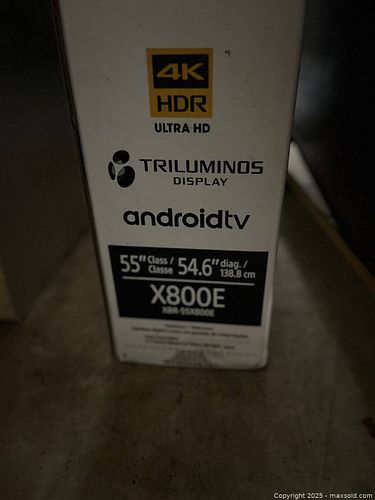 4K
HDR
ULTRA HD
TRILUMINOS
DISPLAY
androidtv
55" Class / Classe 54.6" diag. / 138,8 cm
X800E
XBR-55X800E
Copyright © 2025 - maxsold.com